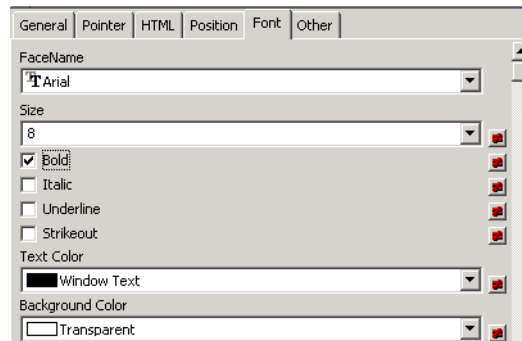 General Pointer HTML Position Font Other
FaceName
Arial
Size
8
Bold
Italic
Underline
Strikeout
Text Color
Window Text
Background Color
Transparent